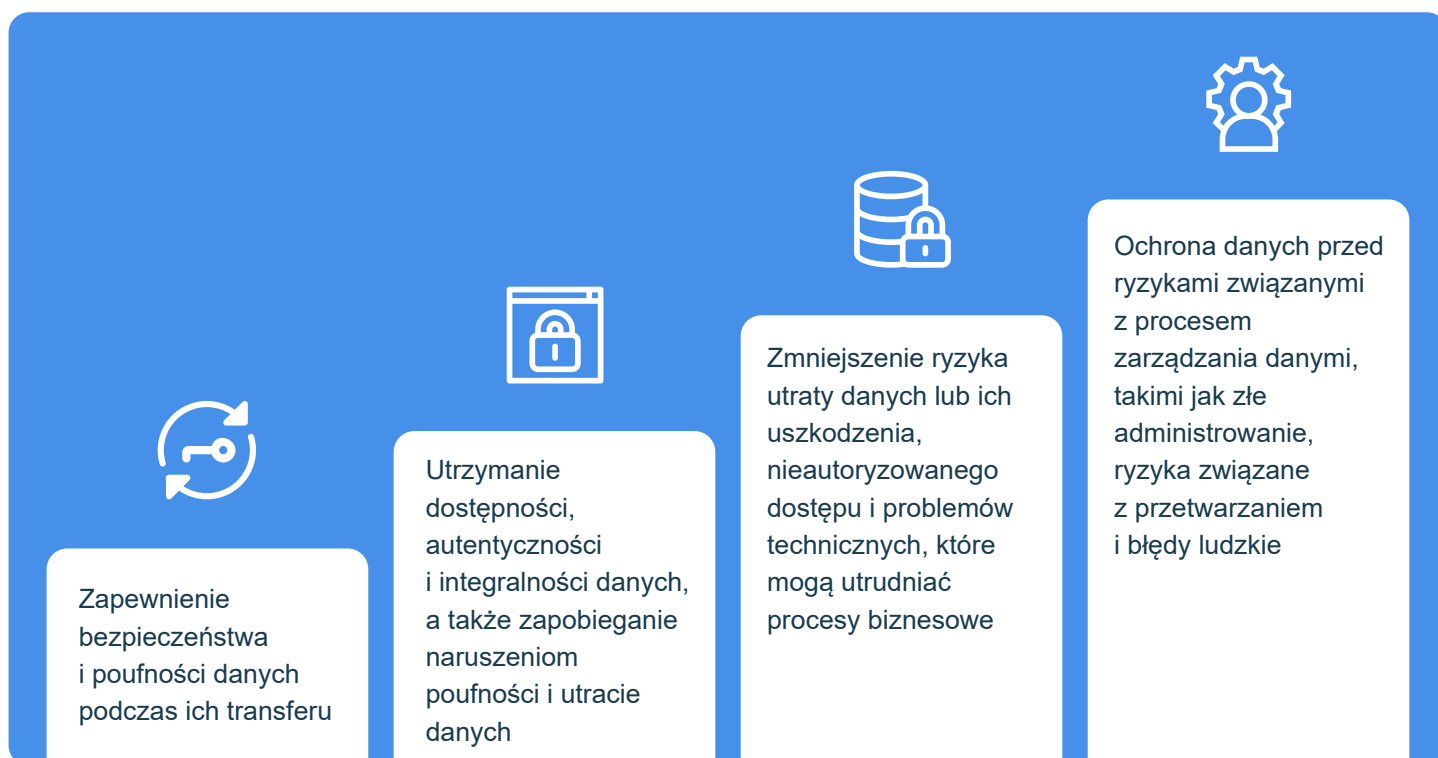 Zapewnienie
bezpieczeństwa
i poufności danych
podczas ich transferu
Utrzymanie
dostępności,
autentyczności
i integralności danych,
a także zapobieganie
naruszeniom
poufności i utracie
danych
Zmniejszenie ryzyka
utraty danych lub ich
uszkodzenia,
nieautoryzowanego
dostępu i problemów
technicznych, które
mogą utrudniać
procesy biznesowe
Ochrona danych przed
ryzykami związanymi
z procesem
zarządzania danymi,
takimi jak złe
administrowanie,
ryzyka związane
z przetwarzaniem
i błędy ludzkie